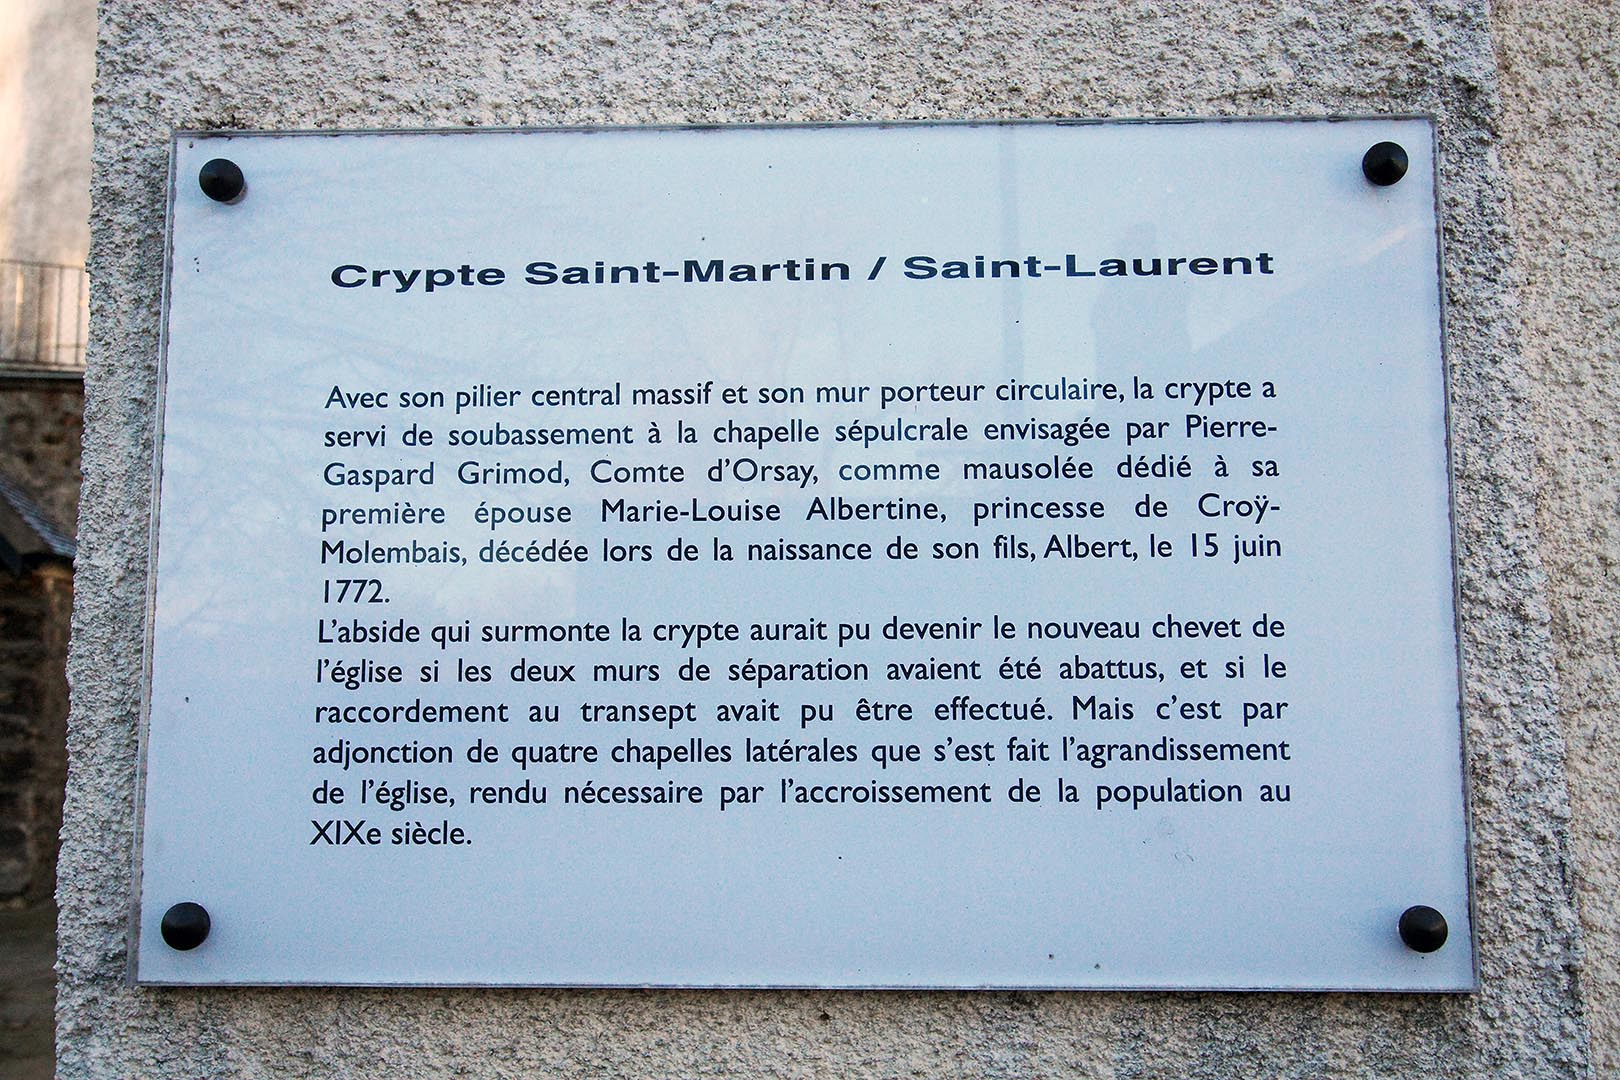 Crypte Saint-Martin / Saint-Laurent
Avec son pilier central massif et son mur porteur circulaire, la crypte a
servi de soubassement à la chapelle sépulcrale envisagée par Pierre-
Gaspard Grimod, Comte d'Orsay, comme mausolée dédié à sa
première épouse Marie-Louise Albertine, princesse de Croÿ-
Molembais, décédée lors de la naissance de son fils, Albert, le 15 juin
1772.
L'abside qui surmonte la crypte aurait pu devenir le nouveau chevet de
l'église si les deux murs de séparation avaient été abattus, et si le
raccordement au transept avait pu être effectué. Mais c'est par
adjonction de quatre chapelles latérales que s'est fait l'agrandissement
de l'église, rendu nécessaire par l'accroissement de la population au
XIXe siècle.